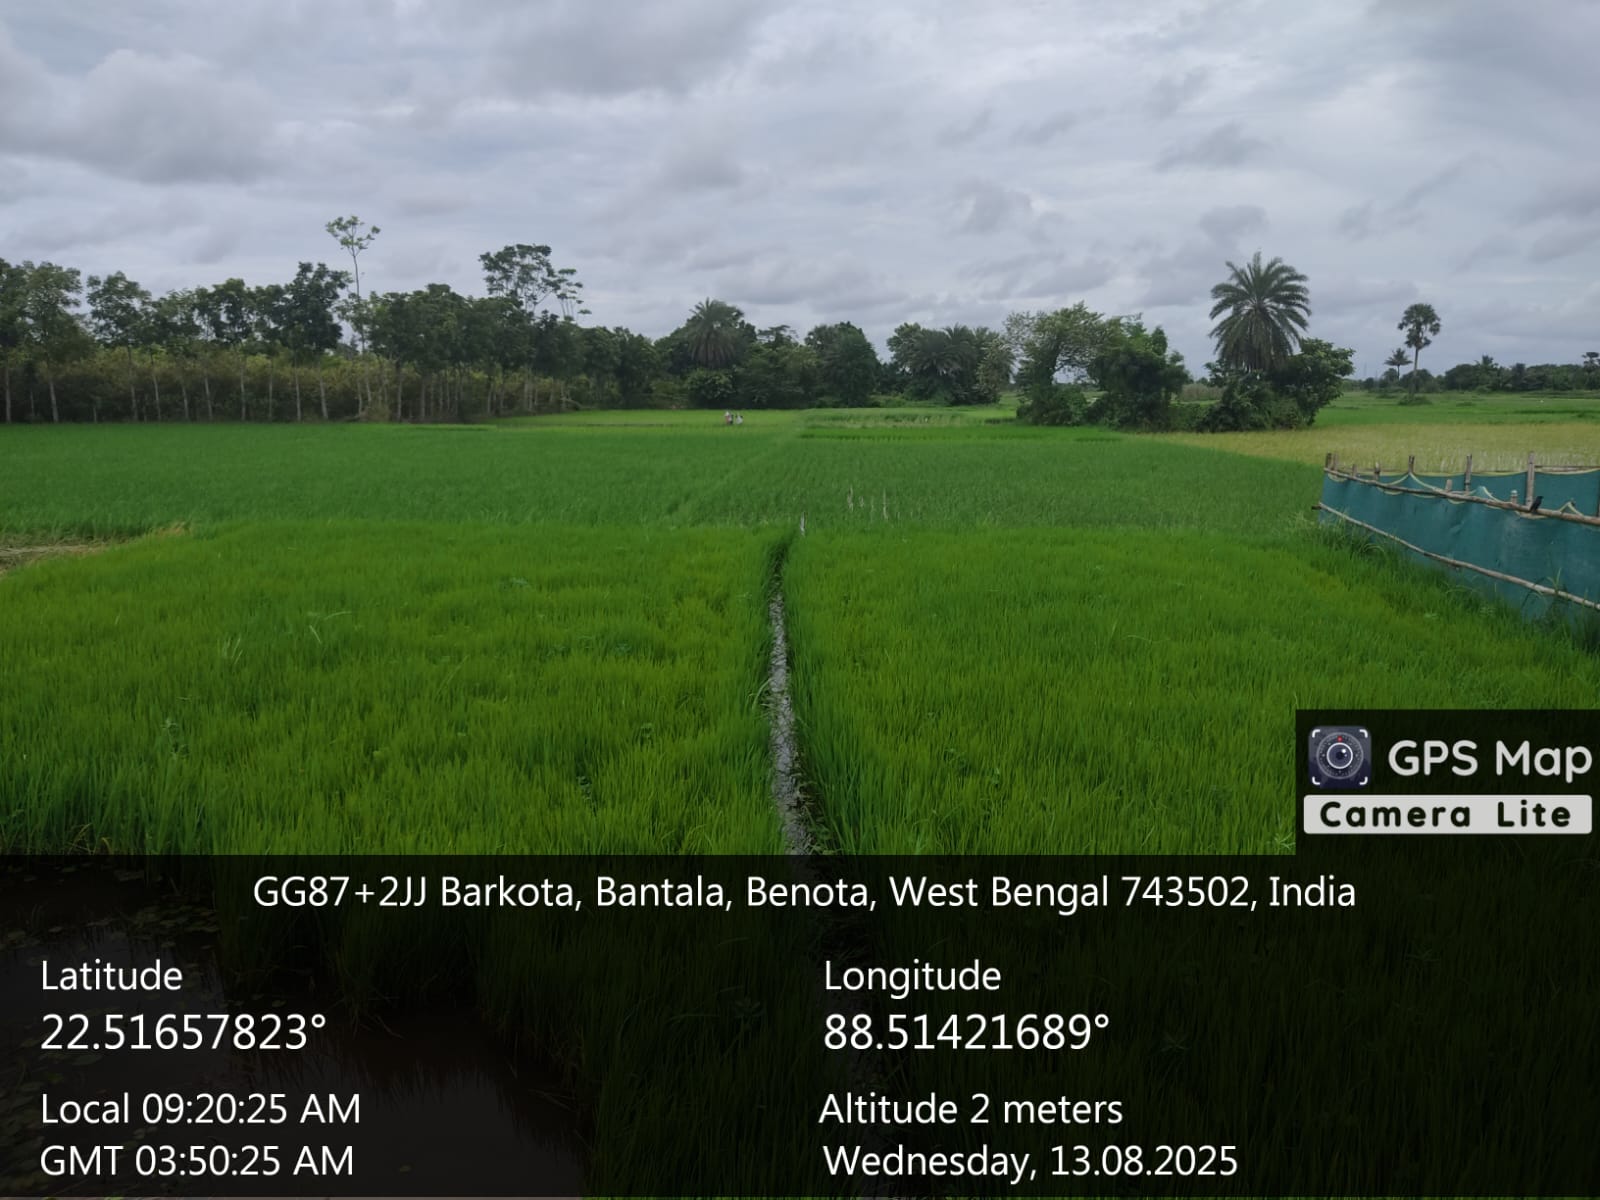 GPS Map
Camera Lite
GG87+2JJ Barkota, Bantala, Benota, West Bengal 743502, India
Latitude
22.51657823°
Longitude
88.51421689°
Local 09:20:25 AM
GMT 03:50:25 AM
Altitude 2 meters
Wednesday, 13.08.2025